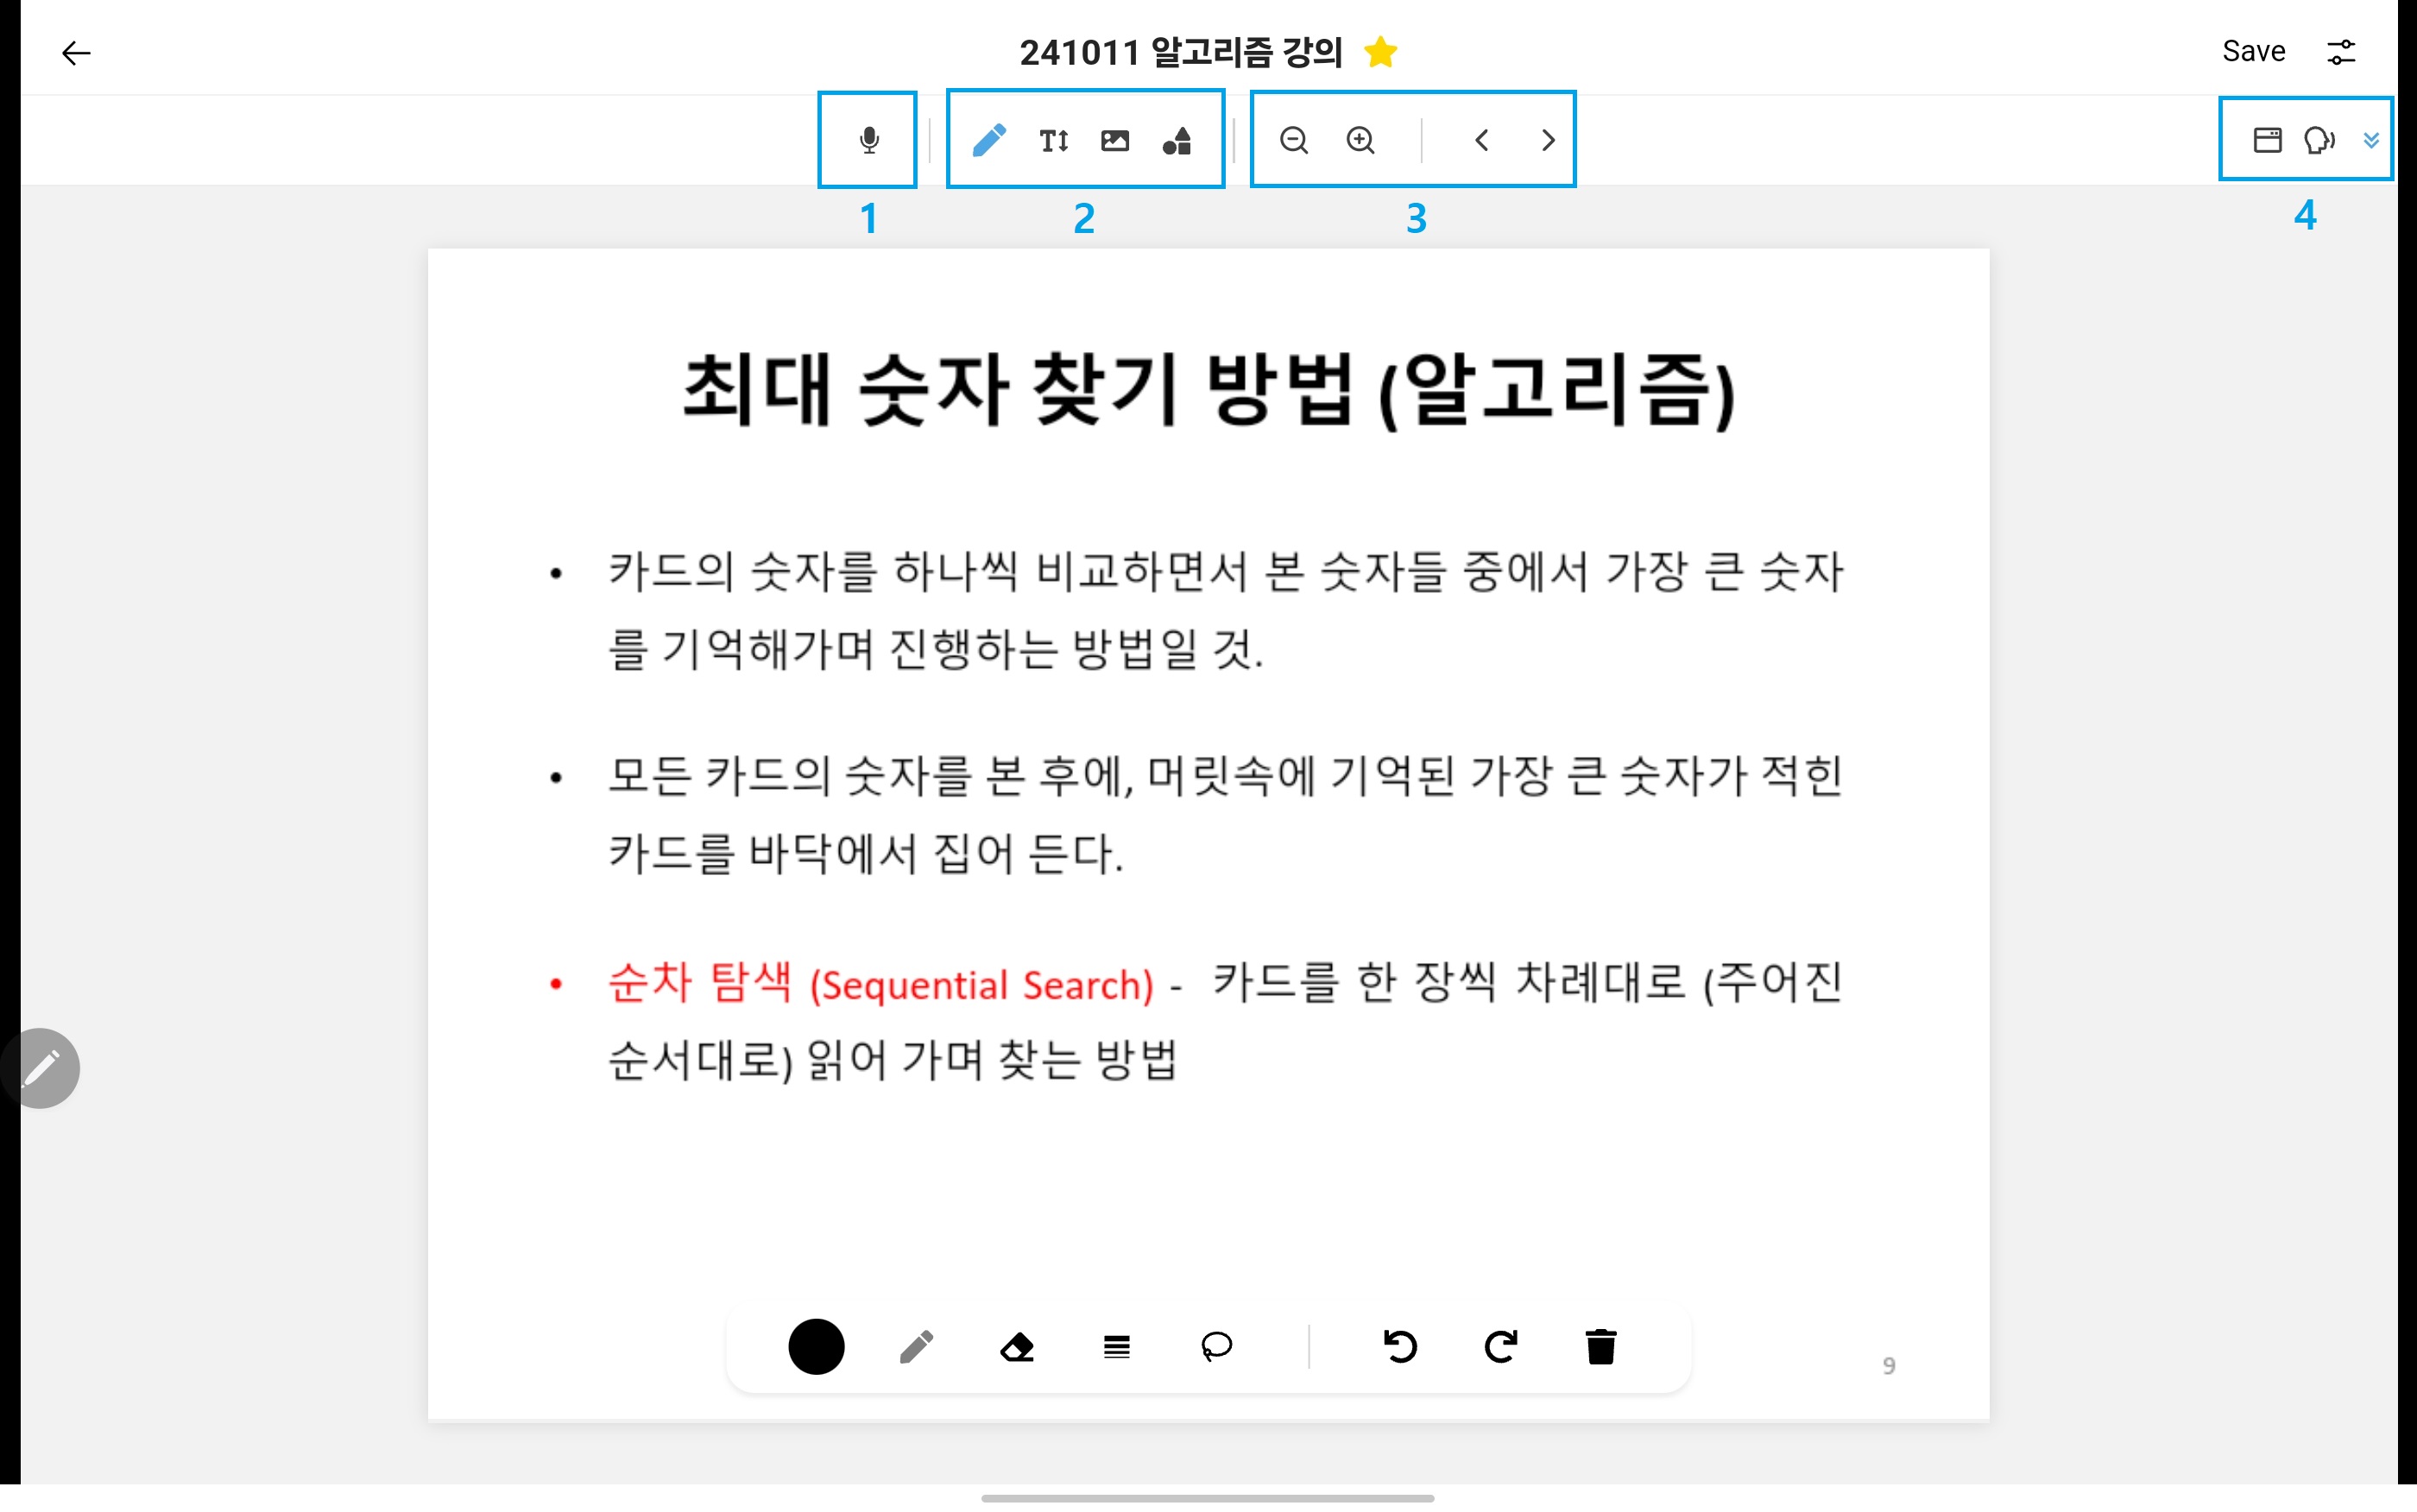 241011 알고리즘 강의
Save
1
2
3
4
최대 숫자 찾기 방법 (알고리즘)
• 카드의 숫자를 하나씩 비교하면서 본 숫자들 중에서 가장 큰 숫자
를 기억해가며 진행하는 방법일 것.
• 모든 카드의 숫자를 본 후에, 머릿속에 기억된 가장 큰 숫자가 적힌
카드를 바닥에서 집어 든다.
• 순차 탐색 (Sequential Search) - 카드를 한 장씩 차례대로 (주어진
순서대로) 읽어 가며 찾는 방법
9